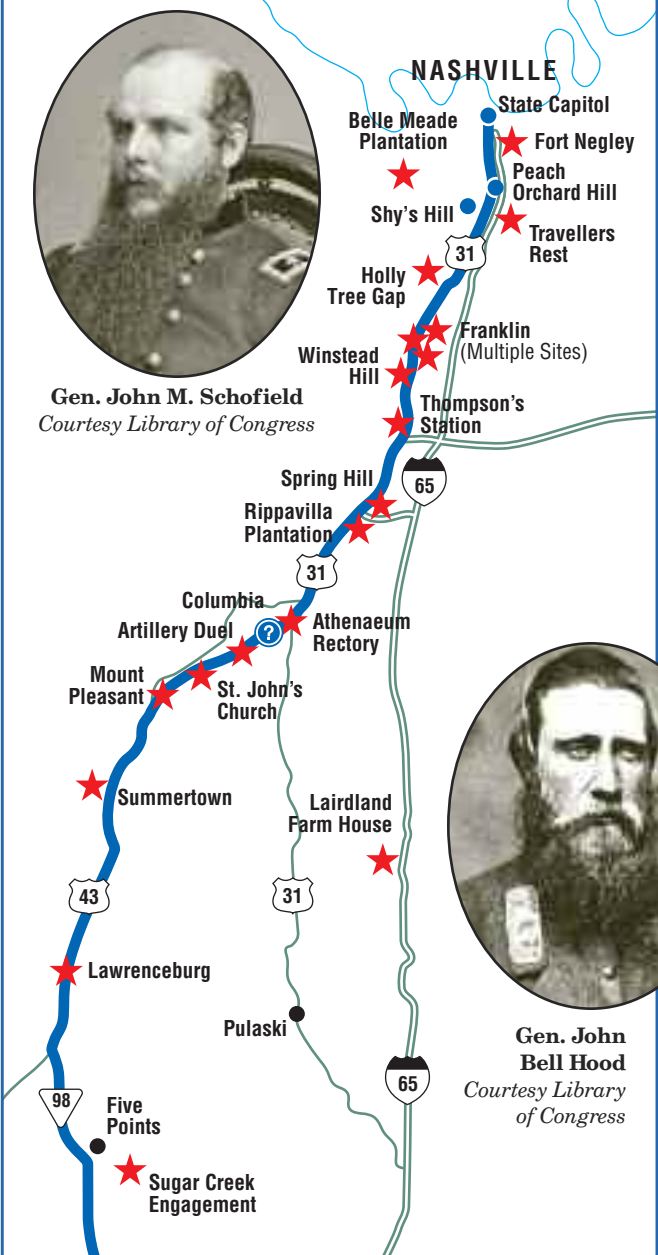 NASHVILLE
State Capitol
Belle Meade
Plantation
Fort Negley
Peach
Orchard Hill
Shy's Hill
Travellers
Rest
31
Holly
Tree Gap
Franklin
(Multiple Sites)
Winstead
Hill
Gen. John M. Schofield
Courtesy Library of Congress
Thompson's
Station
Spring Hill
65
Rippavilla
Plantation
31
Columbia
Artillery Duel
?
Athenaeum
Rectory
Mount
Pleasant
St. John's
Church
Summertown
Lairdland
Farm House
43
31
Lawrenceburg
Pulaski
Gen. John
Bell Hood
Courtesy Library
of Congress
65
98
Five
Points
Sugar Creek
Engagement